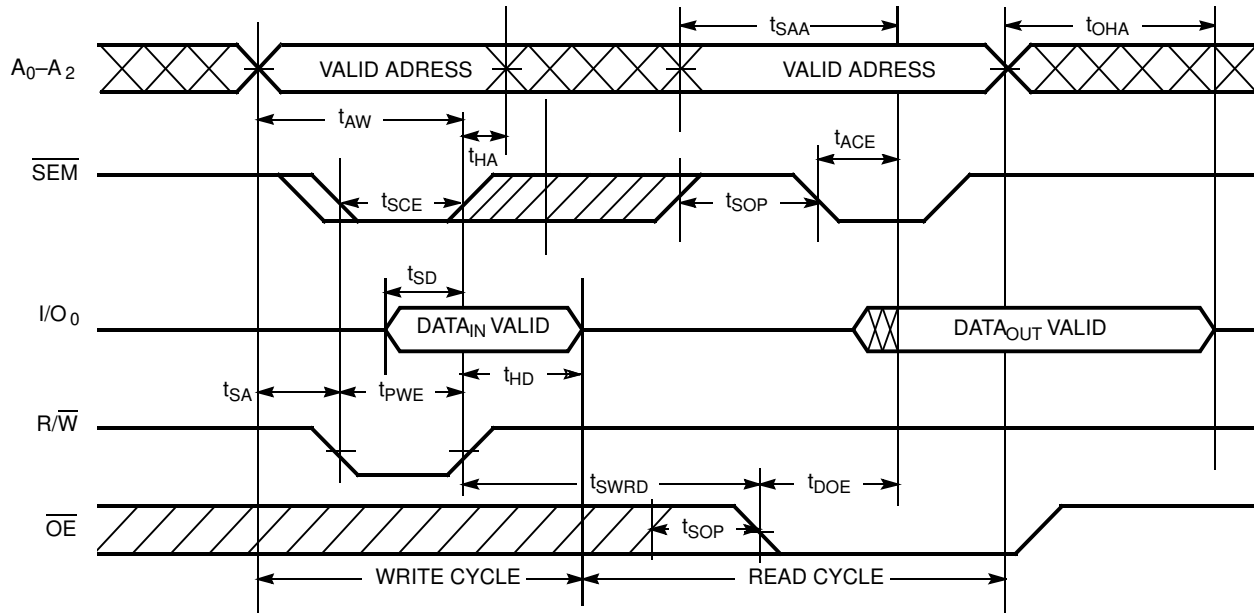 tSAA
tOHA
A0–A2
VALID ADRESS
VALID ADRESS
tAW
tHA
tACE
SEM
tSCE
tSOP
tSD
I/O0
DATAIN VALID
DATAOUT VALID
tSA
tPWE
tHD
R/W
tSWRD
tDOE
OE
tSOP
WRITE CYCLE
READ CYCLE